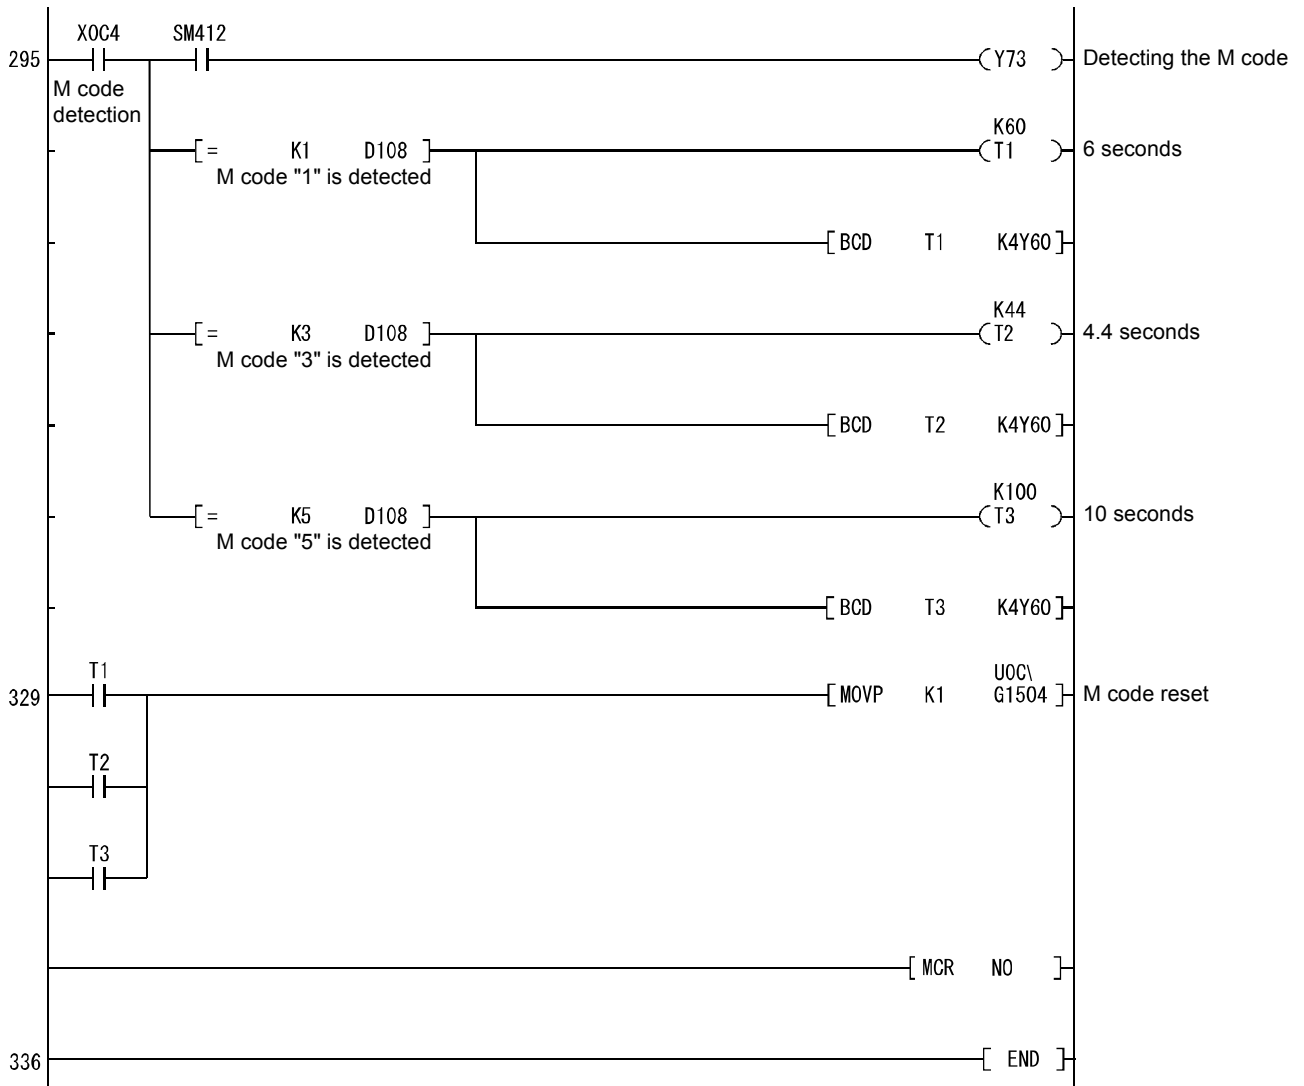 X0C4 SM412
295 Y73 Detecting the M code
M code
detection
K60
= K1 D108 T1 6 seconds
M code "1" is detected
BCD T1 K4Y60
K44
= K3 D108 T2 4.4 seconds
M code "3" is detected
BCD T2 K4Y60
K100
= K5 D108 T3 10 seconds
M code "5" is detected
BCD T3 K4Y60
T1 U0C\
329 MOVP K1 G1504 M code reset
T2
T3
MCR N0
336 END